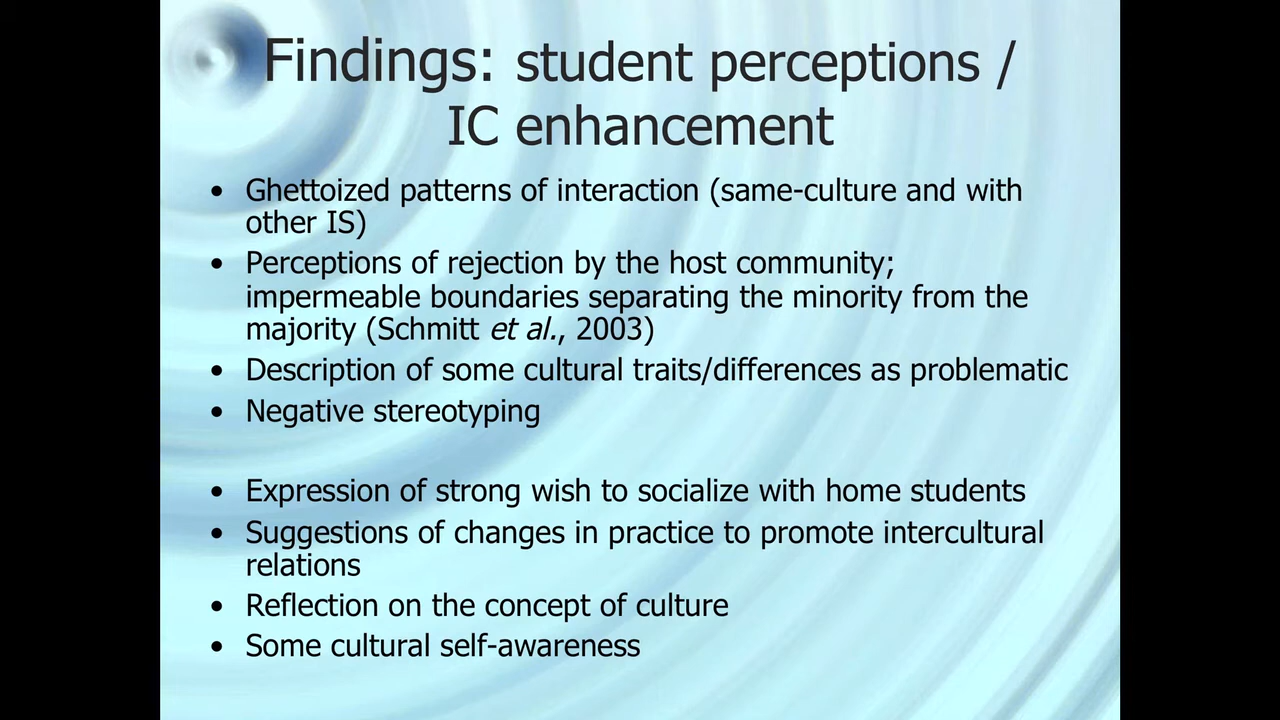 Findings: student perceptions /
IC enhancement
• Ghettoized patterns of interaction (same-culture and with
other IS)
• Perceptions of rejection by the host community;
impermeable boundaries separating the minority from the
majority (Schmitt et al., 2003)
• Description of some cultural traits/differences as problematic
• Negative stereotyping
• Expression of strong wish to socialize with home students
• Suggestions of changes in practice to promote intercultural
relations
• Reflection on the concept of culture
• Some cultural self-awareness